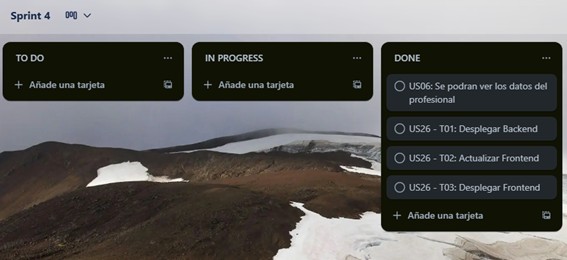 Sprint 4
TO DO
Añade una tarjeta
IN PROGRESS
Añade una tarjeta
DONE
US06: Se podran ver los datos del
profesional
US26 - T01: Desplegar Backend
US26 - T02: Actualizar Frontend
US26 - T03: Desplegar Frontend
Añade una tarjeta